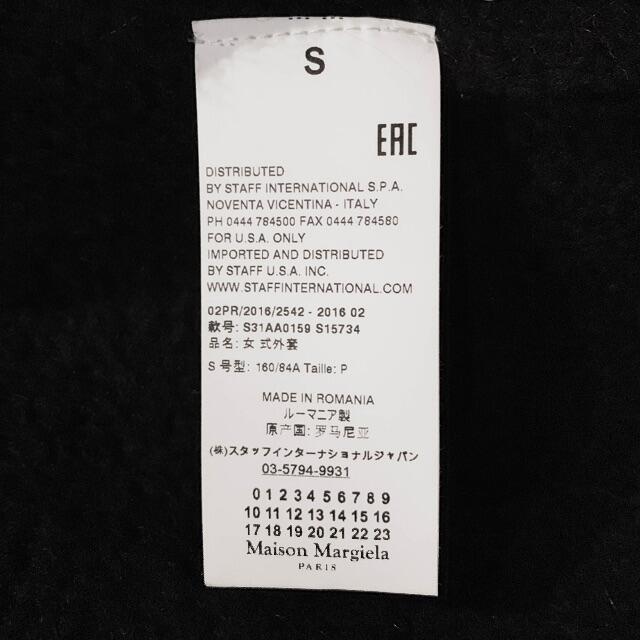 S
EAC
DISTRIBUTED
BY STAFF INTERNATIONAL S.P.A.
NOVENTA VICENTINA - ITALY
PH 0444 784500 FAX 0444 784580
FOR U.S.A. ONLY
IMPORTED AND DISTRIBUTED
BY STAFF U.S.A. INC.
WWW.STAFFINTERNATIONAL.COM
02PR/2016/2542 - 2016 02
款号: S31AA0159 S15734
品名: 女 式外套
S 号型: 160/84A Taille: P
MADE IN ROMANIA
ルーマニア製
原产国: 罗马尼亚
(株)スタッフインターナショナルジャパン
03-5794-9931
0 1 2 3 4 5 6 7 8 9
10 11 12 13 14 15 16
17 18 19 20 21 22 23
Maison Margiela
PARIS